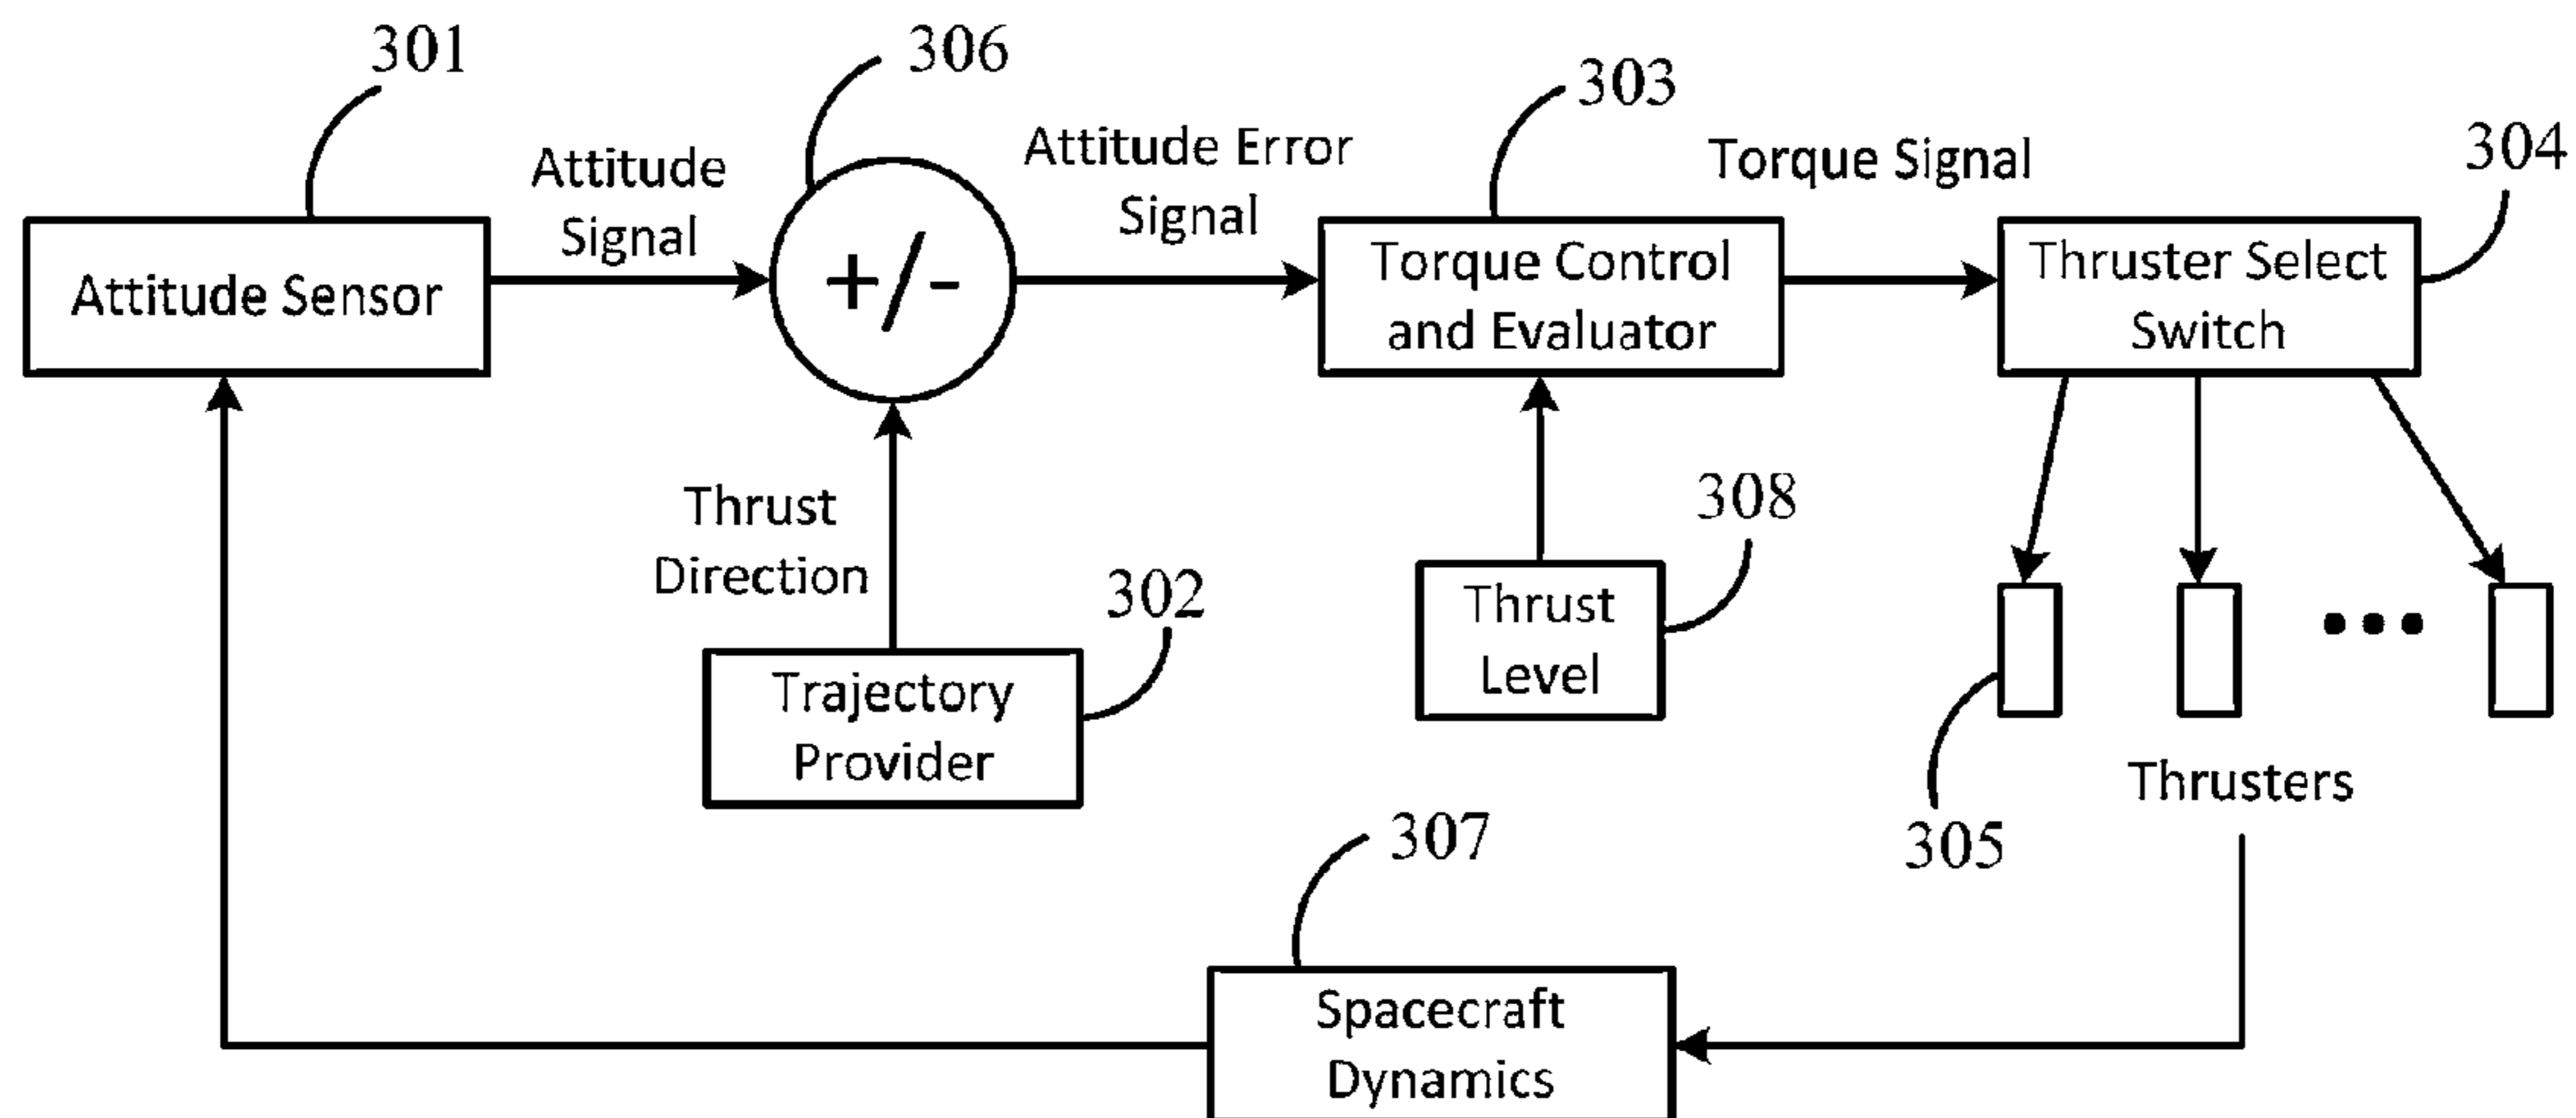 301
306
303
304
Attitude
Signal
Attitude Error
Signal
Torque Signal
Attitude Sensor
+/-
Torque Control
and Evaluator
Thruster Select
Switch
Thrust
Direction
302
Trajectory
Provider
308
Thrust
Level
305
Thrusters
307
Spacecraft
Dynamics